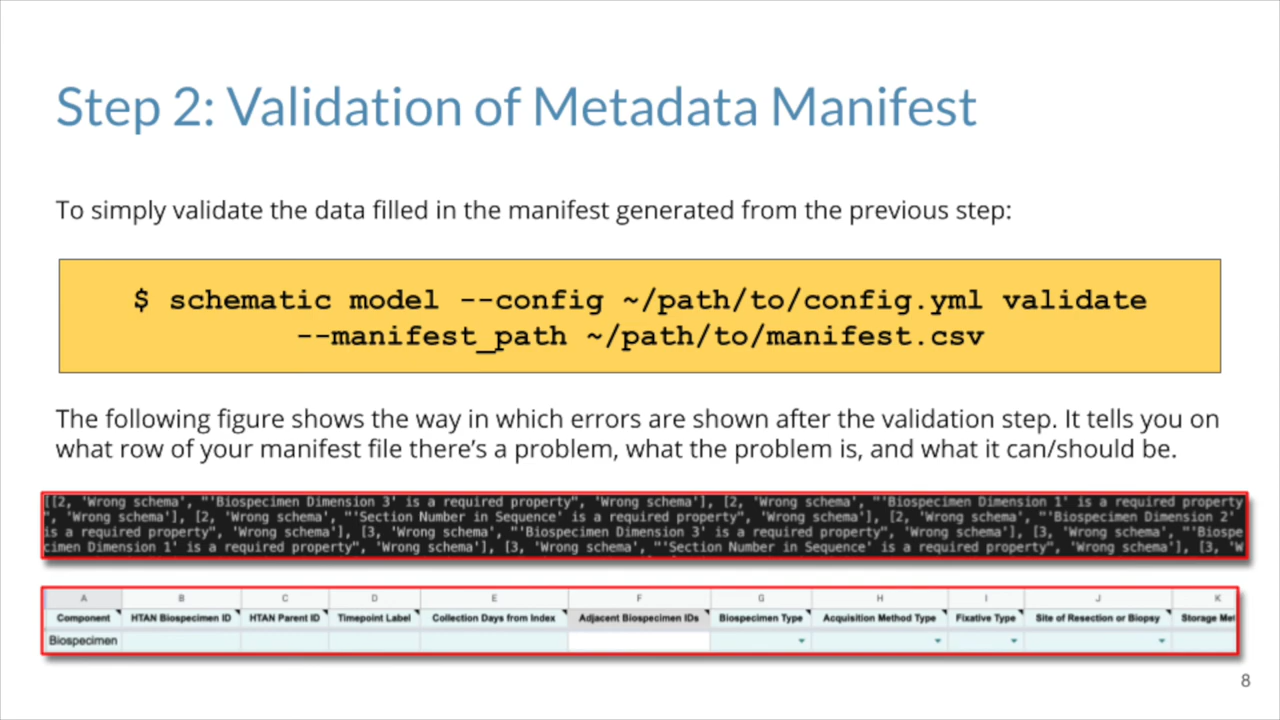 Step 2: Validation of Metadata Manifest
To simply validate the data filled in the manifest generated from the previous step:
$ schematic model --config ~/path/to/config.yml validate
--manifest_path ~/path/to/manifest.csv
The following figure shows the way in which errors are shown after the validation step. It tells you on
what row of your manifest file there's a problem, what the problem is, and what it can/should be.
[[2, 'Wrong schema', "'Biospecimen Dimension 3' is a required property", 'Wrong schema'], [2, 'Wrong schema', "'Biospecimen Dimension 1' is a required property
", 'Wrong schema'], [2, 'Wrong schema', "'Section Number in Sequence' is a required property", 'Wrong schema'], [2, 'Wrong schema', "'Biospecimen Dimension 2'
is a required property", 'Wrong schema'], [3, 'Wrong schema', "'Biospecimen Dimension 3' is a required property", 'Wrong schema'], [3, 'Wrong schema', "'Biospe
cimen Dimension 1' is a required property", 'Wrong schema'], [3, 'Wrong schema', "'Section Number in Sequence' is a required property", 'Wrong schema'], [3, 'W
A B C D E F G H I J K
Component HTAN Biospecimen ID HTAN Parent ID Timepoint Label Collection Days from Index Adjacent Biospecimen IDs Biospecimen Type Acquisition Method Type Fixative Type Site of Resection or Biopsy Storage Met
Biospecimen
8